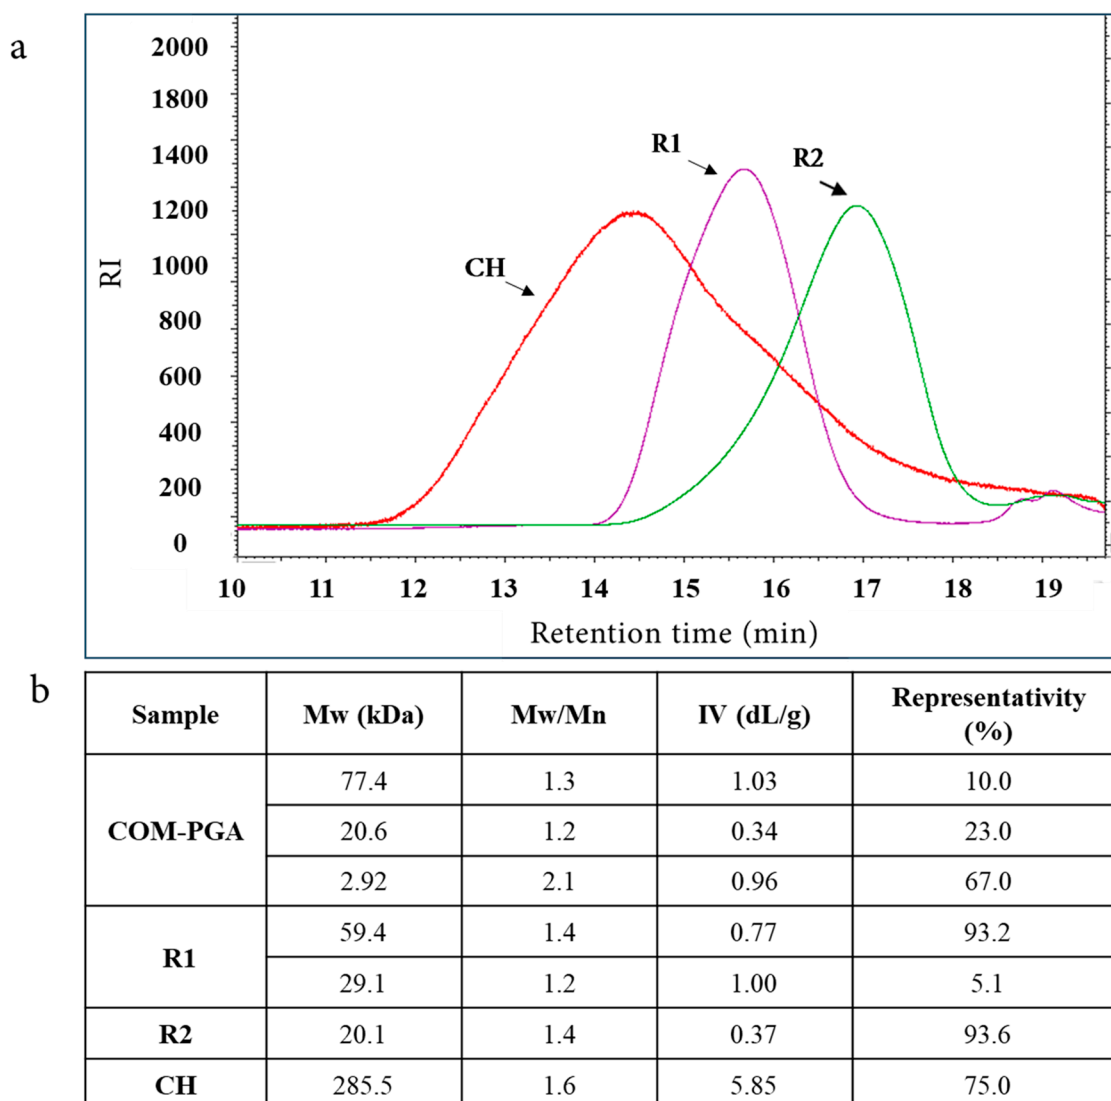 a
2000
1800
1400
1200
1000
800
600
400
200
0
RI
CH
R1
R2
10 11 12 13 14 15 16 17 18 19
Retention time (min)
b
Sample Mw (kDa) Mw/Mn IV (dL/g) Representativity (%)
COM-PGA
77.4 1.3 1.03 10.0
20.6 1.2 0.34 23.0
2.92 2.1 0.96 67.0
R1
59.4 1.4 0.77 93.2
29.1 1.2 1.00 5.1
R2 20.1 1.4 0.37 93.6
CH 285.5 1.6 5.85 75.0